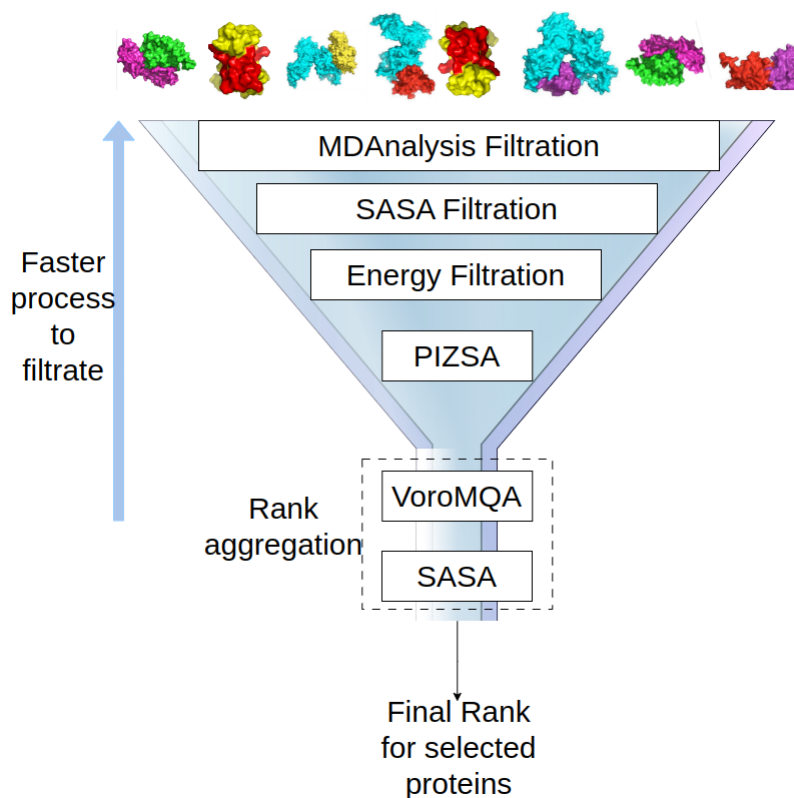 MDAnalysis Filtration
SASA Filtration
Energy Filtration
PIZSA
Faster
process
to
filtrate
VoroMQA
SASA
Rank
aggregation
Final Rank
for selected
proteins